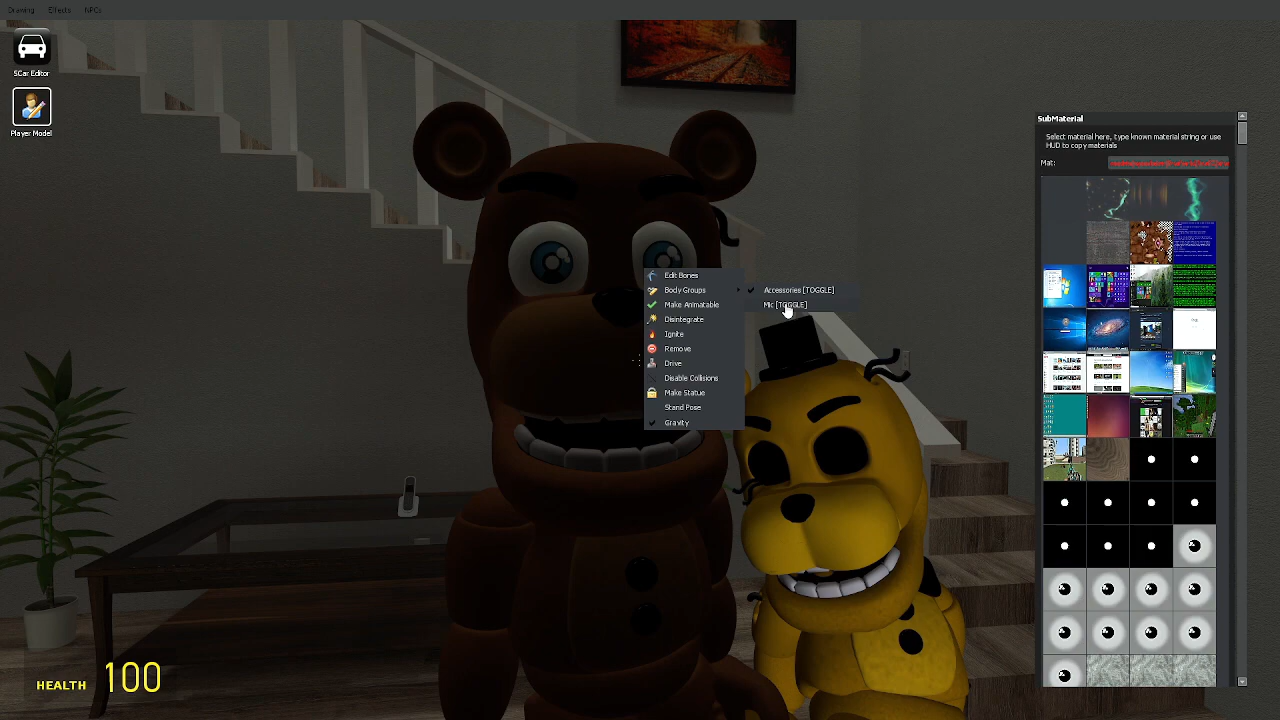 Drawing Effects NPCs
SCar Editor
Player Model
Edit Bones
Body Groups
Make Animatable
Disintegrate
Ignite
Remove
Drive
Disable Collisions
Make Statue
Stand Pose
Gravity
Accessories [TOGGLE]
Mic [TOGGLE]
SubMaterial
Select material here, type known material string or use
HUD to copy materials
Mat:
HEALTH 100